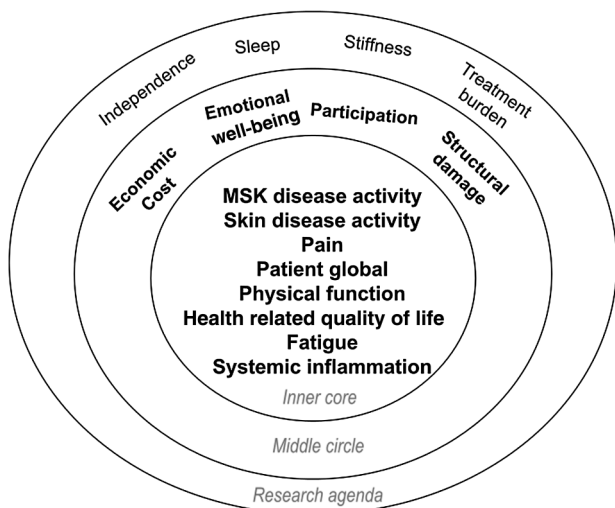 Independence
Sleep
Stiffness
Treatment
burden
Economic
Cost
Emotional
well-being
Participation
Structural
damage
MSK disease activity
Skin disease activity
Pain
Patient global
Physical function
Health related quality of life
Fatigue
Systemic inflammation
Inner core
Middle circle
Research agenda